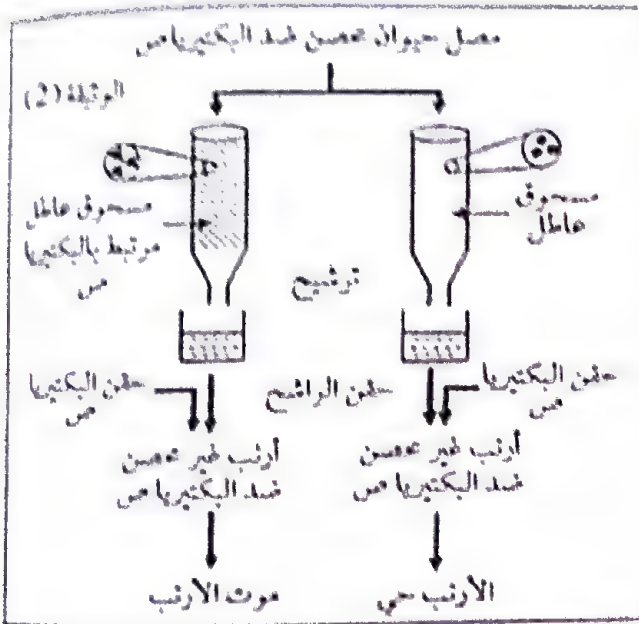 مصل حيوان محصن ضد البكتيريا س
الوثيقة (2)
مسحوق عاطل
مرتبط بالبكتيريا
س
مسحوق
عاطل
ترشيح
حقن البكتيريا
س
حقن الراشح
حقن البكتيريا
س
أرنب غير محصن
ضد البكتيريا س
أرنب غير محصن
ضد البكتيريا س
موت الأرنب
الأرنب حي